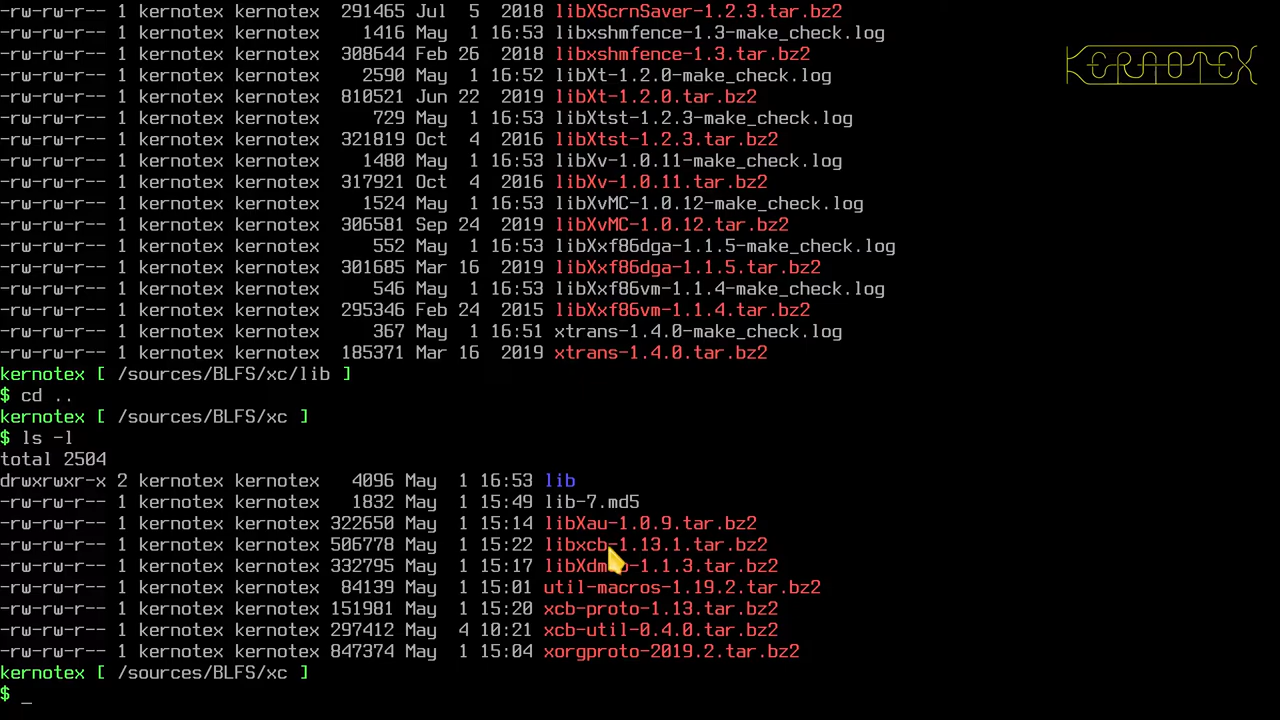 -rw-rw-r-- 1 kernotex kernotex  291465 Jul  5  2018 libXScrnSaver-1.2.3.tar.bz2
-rw-rw-r-- 1 kernotex kernotex    1416 May  1 16:53 libxshmfence-1.3-make_check.log
-rw-rw-r-- 1 kernotex kernotex  308644 Feb 26  2018 libxshmfence-1.3.tar.bz2
KERNOTEX
-rw-rw-r-- 1 kernotex kernotex    2590 May  1 16:52 libXt-1.2.0-make_check.log
-rw-rw-r-- 1 kernotex kernotex  810521 Jun 22  2019 libXt-1.2.0.tar.bz2
-rw-rw-r-- 1 kernotex kernotex     729 May  1 16:53 libXtst-1.2.3-make_check.log
-rw-rw-r-- 1 kernotex kernotex  321819 Oct  4  2016 libXtst-1.2.3.tar.bz2
-rw-rw-r-- 1 kernotex kernotex    1480 May  1 16:53 libXv-1.0.11-make_check.log
-rw-rw-r-- 1 kernotex kernotex  317921 Oct  4  2016 libXv-1.0.11.tar.bz2
-rw-rw-r-- 1 kernotex kernotex    1524 May  1 16:53 libXvMC-1.0.12-make_check.log
-rw-rw-r-- 1 kernotex kernotex  306581 Sep 24  2019 libXvMC-1.0.12.tar.bz2
-rw-rw-r-- 1 kernotex kernotex     552 May  1 16:53 libXxf86dga-1.1.5-make_check.log
-rw-rw-r-- 1 kernotex kernotex  301685 Mar 16  2019 libXxf86dga-1.1.5.tar.bz2
-rw-rw-r-- 1 kernotex kernotex     546 May  1 16:53 libXxf86vm-1.1.4-make_check.log
-rw-rw-r-- 1 kernotex kernotex  295346 Feb 24  2015 libXxf86vm-1.1.4.tar.bz2
-rw-rw-r-- 1 kernotex kernotex     367 May  1 16:51 xtrans-1.4.0-make_check.log
-rw-rw-r-- 1 kernotex kernotex  185371 Mar 16  2019 xtrans-1.4.0.tar.bz2
kernotex [ /sources/BLFS/xc/lib ]
$ cd ..
kernotex [ /sources/BLFS/xc ]
$ ls -l
total 2504
drwxrwxr-x 2 kernotex kernotex   4096 May  1 16:53 lib
-rw-rw-r-- 1 kernotex kernotex   1832 May  1 15:49 lib-7.md5
-rw-rw-r-- 1 kernotex kernotex 322650 May  1 15:14 libXau-1.0.9.tar.bz2
-rw-rw-r-- 1 kernotex kernotex 506778 May  1 15:22 libxcb-1.13.1.tar.bz2
-rw-rw-r-- 1 kernotex kernotex 332795 May  1 15:17 libXdmcp-1.1.3.tar.bz2
-rw-rw-r-- 1 kernotex kernotex  84139 May  1 15:01 util-macros-1.19.2.tar.bz2
-rw-rw-r-- 1 kernotex kernotex 151981 May  1 15:20 xcb-proto-1.13.tar.bz2
-rw-rw-r-- 1 kernotex kernotex 297412 May  4 10:21 xcb-util-0.4.0.tar.bz2
-rw-rw-r-- 1 kernotex kernotex 847374 May  1 15:04 xorgproto-2019.2.tar.bz2
kernotex [ /sources/BLFS/xc ]
$ _